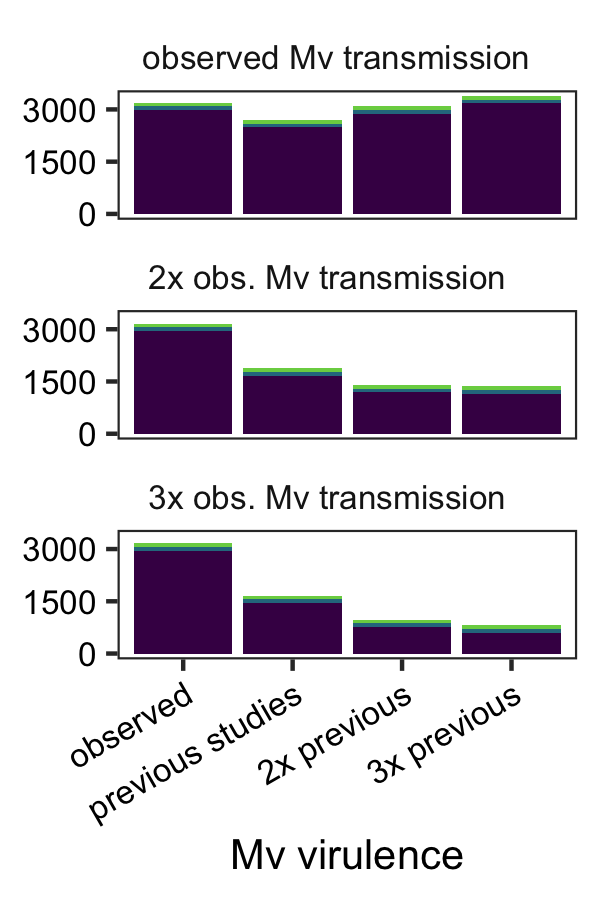 observed Mv transmission
3000
1500
0
2x obs. Mv transmission
3000
1500
0
3x obs. Mv transmission
3000
1500
0
observed
previous studies
2x previous
3x previous
Mv virulence